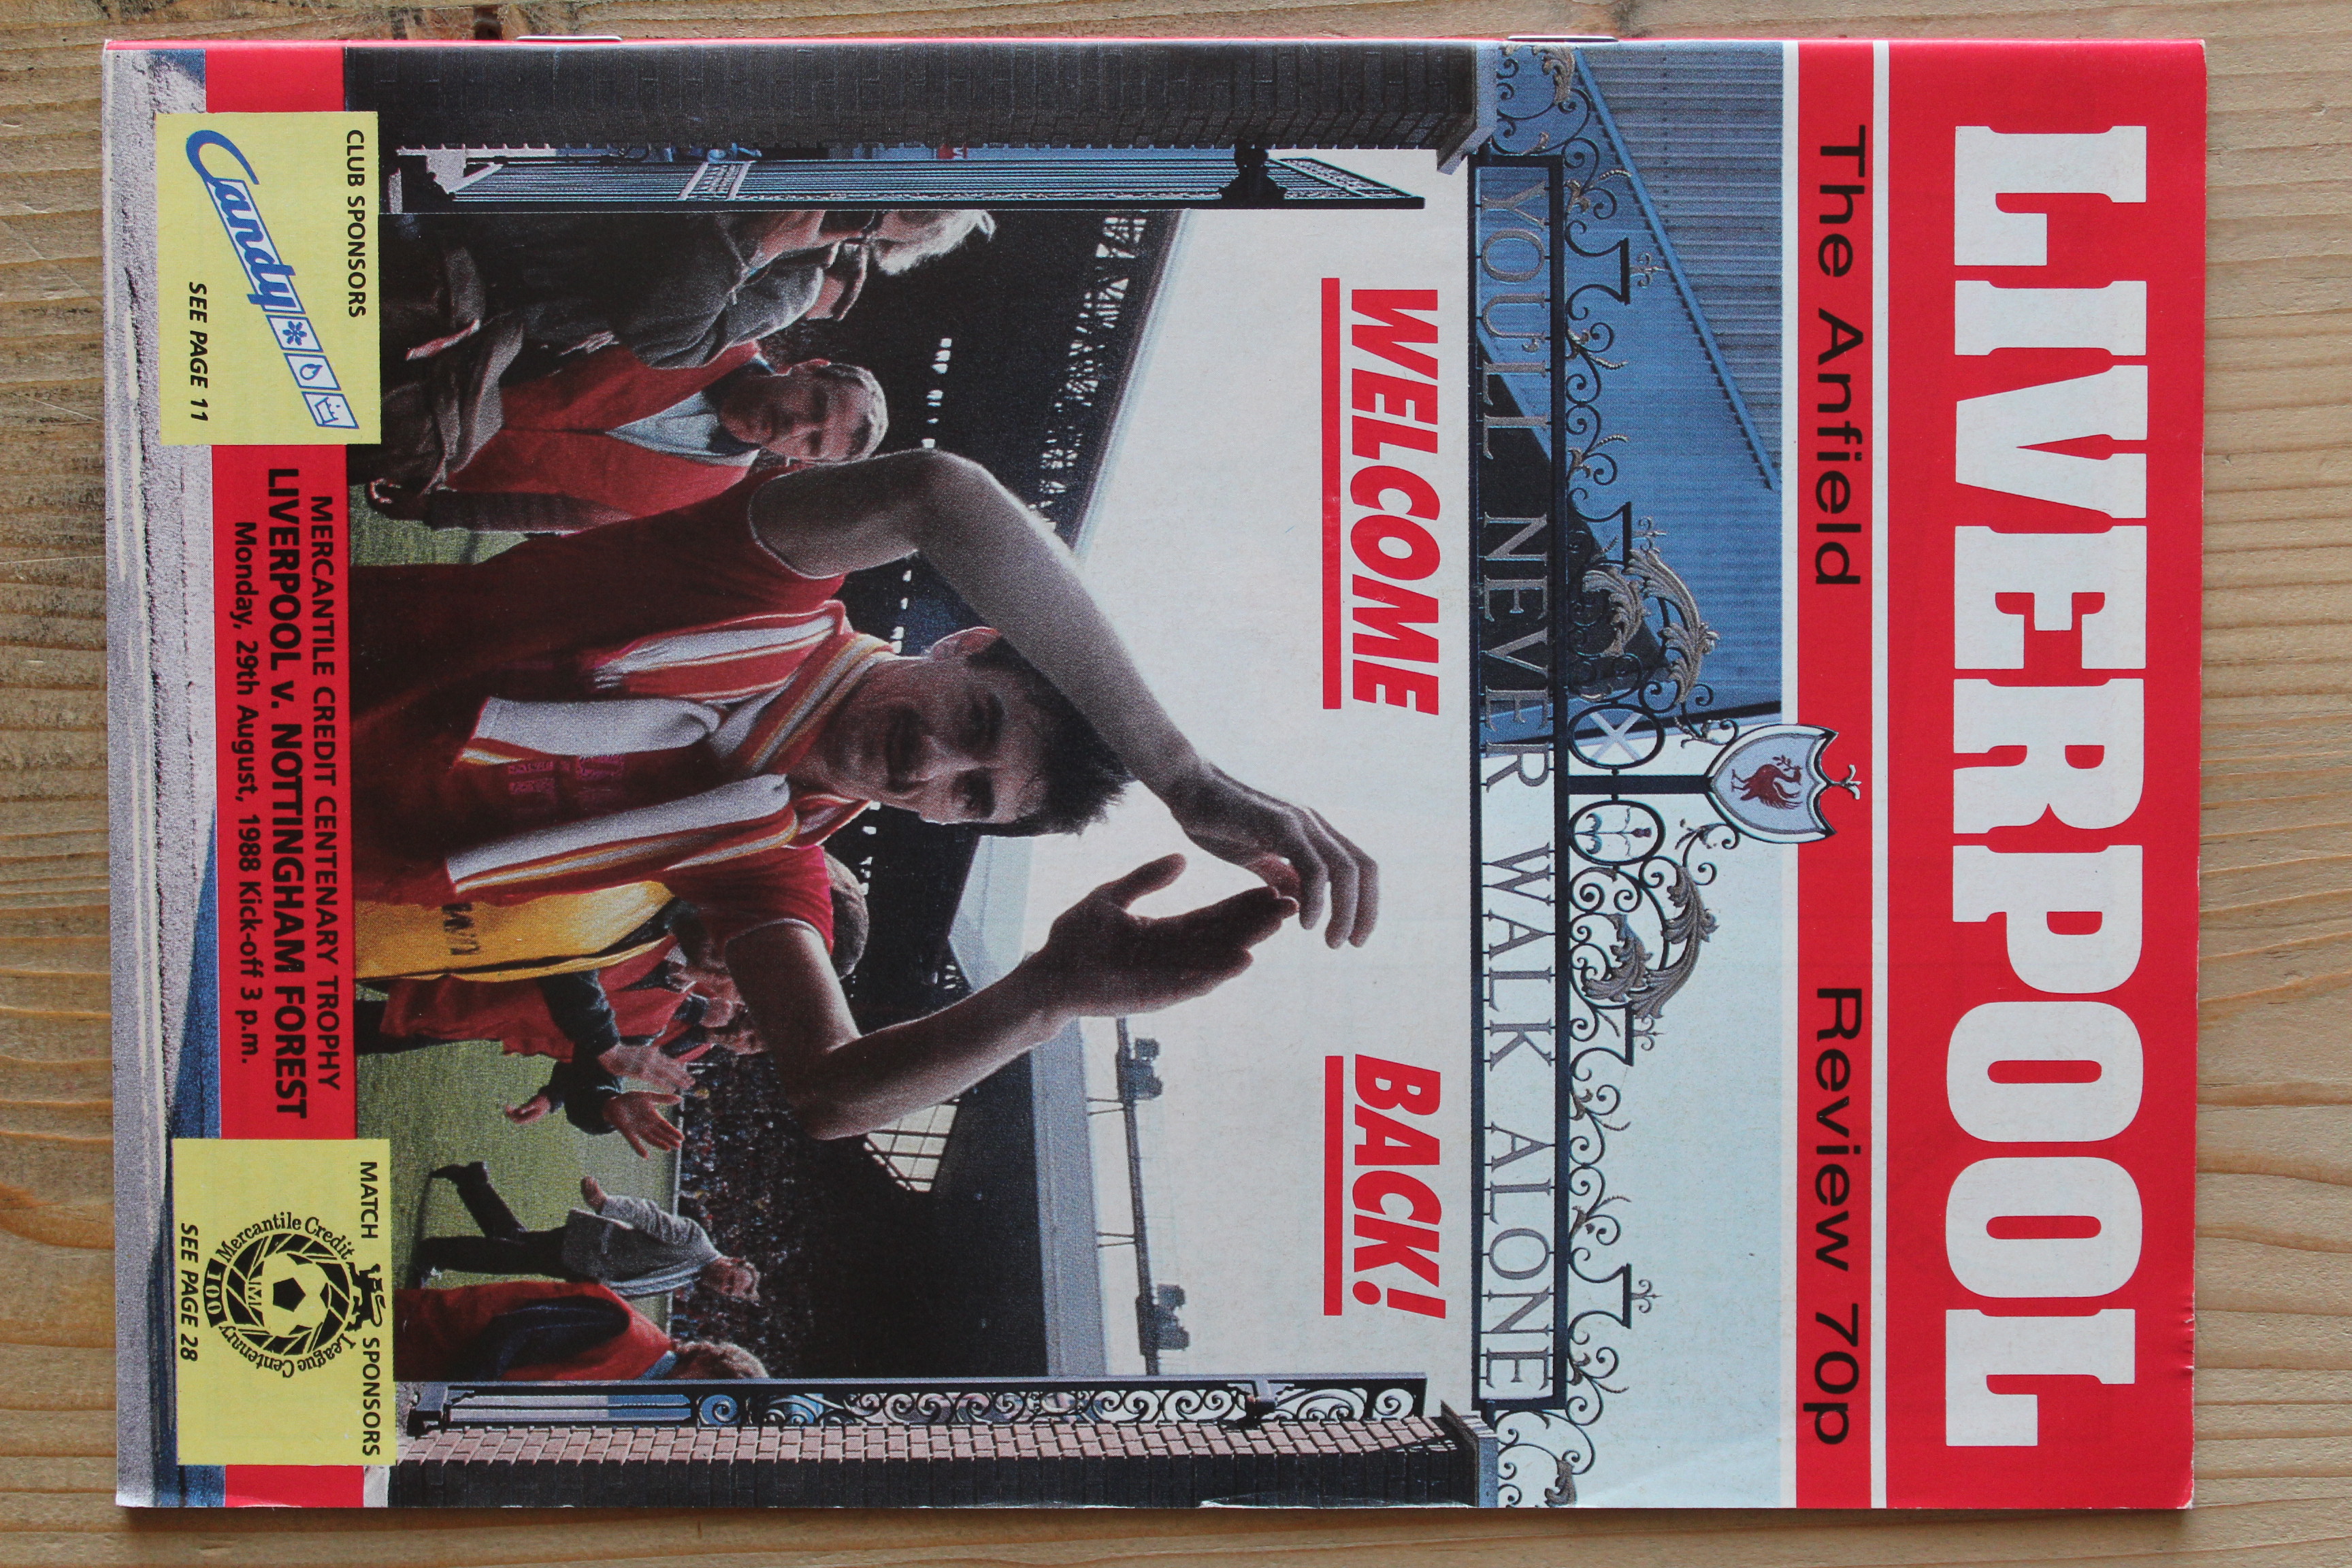 LIVERPOOL
The Anfield Review 70p
YOU'LL NEVER WALK ALONE
WELCOME BACK!
CLUB SPONSORS
Candy
SEE PAGE 11
MERCANTILE CREDIT CENTENARY TROPHY
LIVERPOOL v. NOTTINGHAM FOREST
Monday, 29th August, 1988 Kick-off 3 p.m.
MATCH SPONSORS
Mercantile Credit
League Centenary
100
SEE PAGE 28